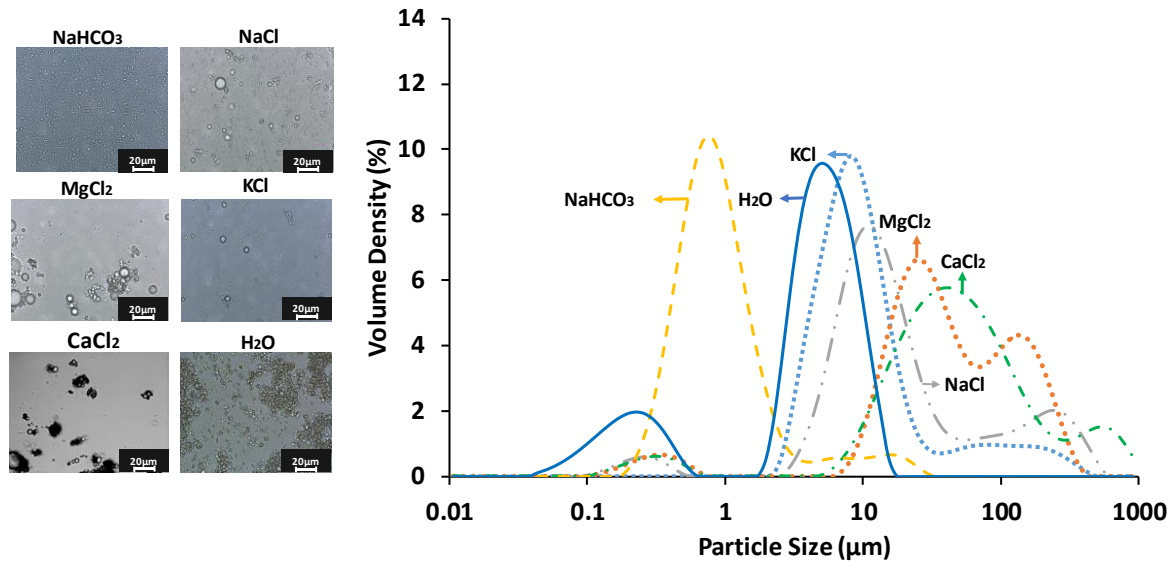 NaHCO₃ NaCl
20µm 20µm
MgCl₂ KCl
20µm 20µm
CaCl₂ H₂O
20µm 20µm
Volume Density (%)
14
12
10
8
6
4
2
0
NaHCO₃
H₂O
KCl
MgCl₂
CaCl₂
NaCl
0.01 0.1 1 10 100 1000
Particle Size (µm)